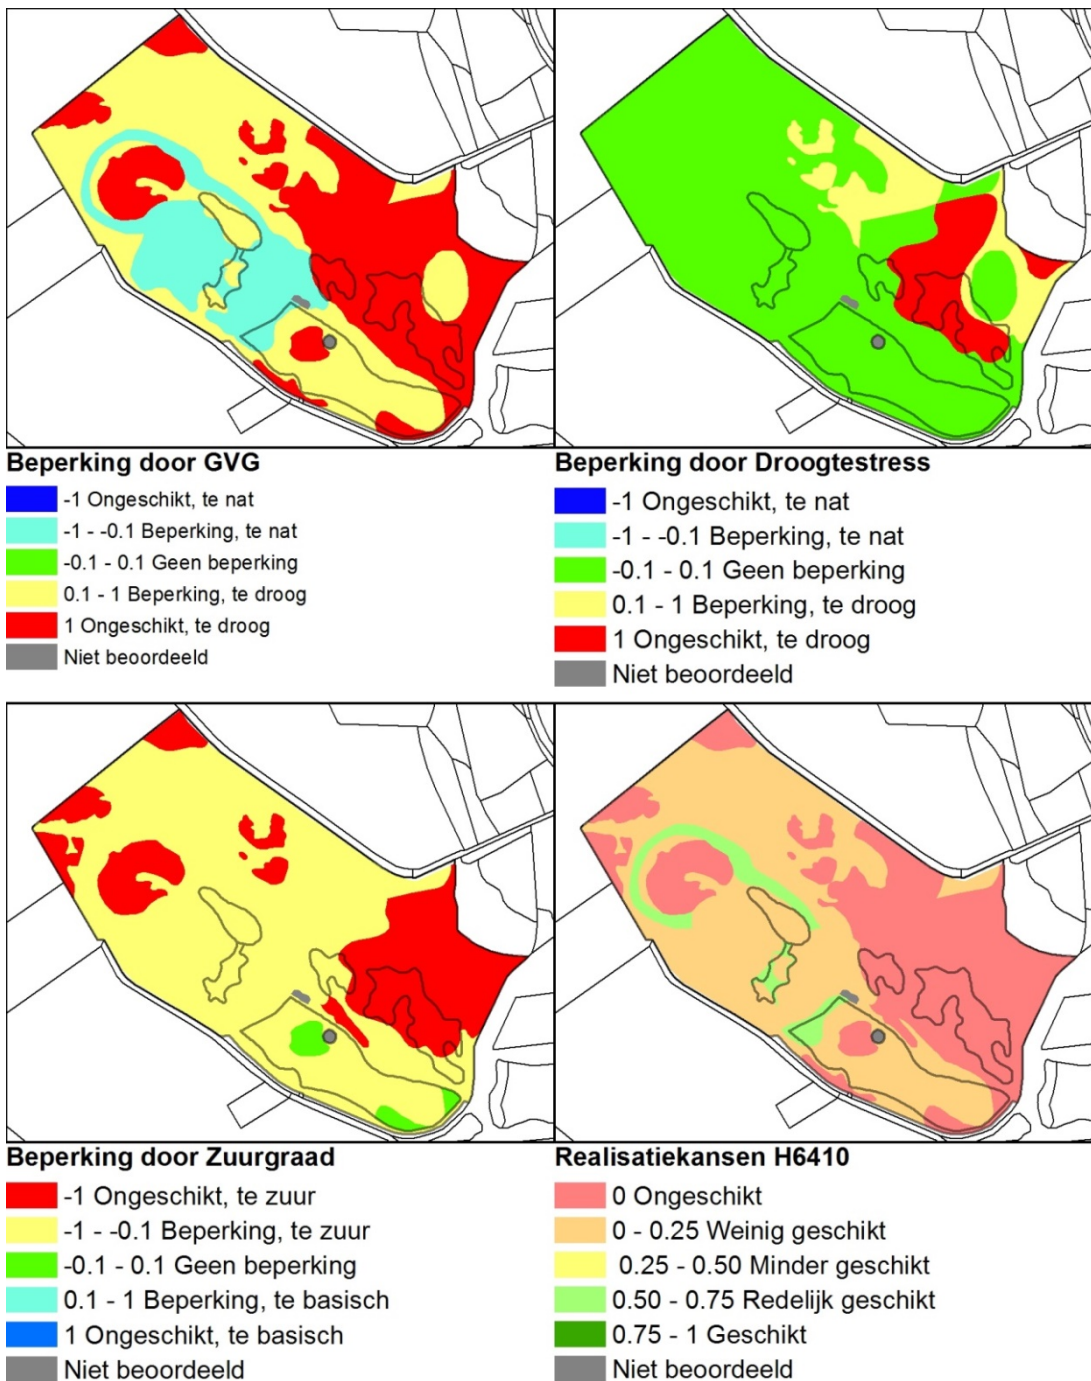 Beperking door GVG
-1 Ongeschikt, te nat
-1 - -0.1 Beperking, te nat
-0.1 - 0.1 Geen beperking
0.1 - 1 Beperking, te droog
1 Ongeschikt, te droog
Niet beoordeeld
Beperking door Droogtestress
-1 Ongeschikt, te nat
-1 - -0.1 Beperking, te nat
-0.1 - 0.1 Geen beperking
0.1 - 1 Beperking, te droog
1 Ongeschikt, te droog
Niet beoordeeld
Beperking door Zuurgraad
-1 Ongeschikt, te zuur
-1 - -0.1 Beperking, te zuur
-0.1 - 0.1 Geen beperking
0.1 - 1 Beperking, te basisch
1 Ongeschikt, te basisch
Niet beoordeeld
Realisatiekansen H6410
0 Ongeschikt
0 - 0.25 Weinig geschikt
0.25 - 0.50 Minder geschikt
0.50 - 0.75 Redelijk geschikt
0.75 - 1 Geschikt
Niet beoordeeld